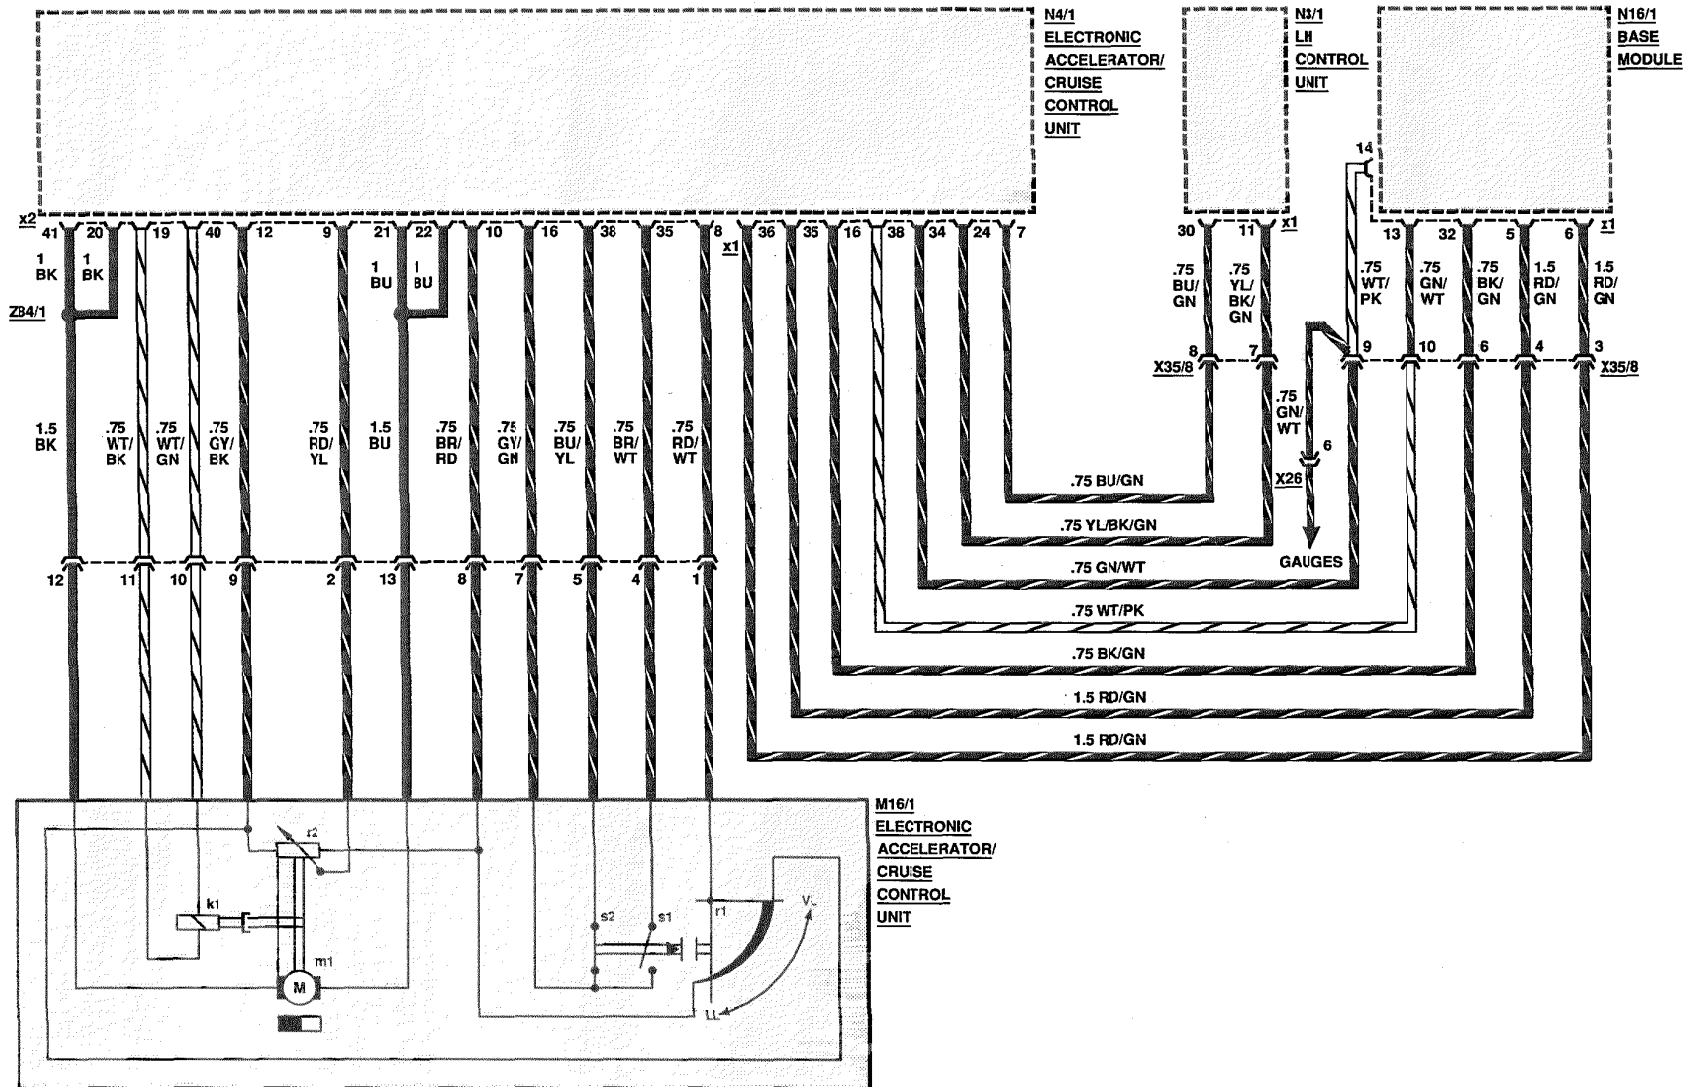 N4/1
ELECTRONIC
ACCELERATOR/
CRUISE
CONTROL
UNIT
N3/1
LH
CONTROL
UNIT
N16/1
BASE
MODULE
14
x2
41 20 19 40 12 9 21 22 10 16 38 35 8
x1
36 35 16 38 34 24 7
30 11 x1
13 32 5 6 x1
1
BK
1
BK
1
BU
1
BU
.75
BU/
GN
.75
YL/
BK/
GN
.75
WT/
PK
.75
GN/
WT
.75
BK/
GN
1.5
RD/
GN
1.5
RD/
GN
Z84/1
8 7 9 10 6 4 3
X35/8
X35/8
1.5
BK
.75
WT/
BK
.75
WT/
GN
.75
GY/
BK
.75
RD/
YL
1.5
BU
.75
BR/
RD
.75
GY/
GN
.75
BU/
YL
.75
BR/
WT
.75
RD/
WT
.75
GN/
WT
6
X26
GAUGES
.75 BU/GN
.75 YL/BK/GN
.75 GN/WT
.75 WT/PK
.75 BK/GN
1.5 RD/GN
1.5 RD/GN
12 11 10 9 2 13 8 7 5 4 1
M16/1
ELECTRONIC
ACCELERATOR/
CRUISE
CONTROL
UNIT
r2
k1
m1
M
s2
s1
r1
LL